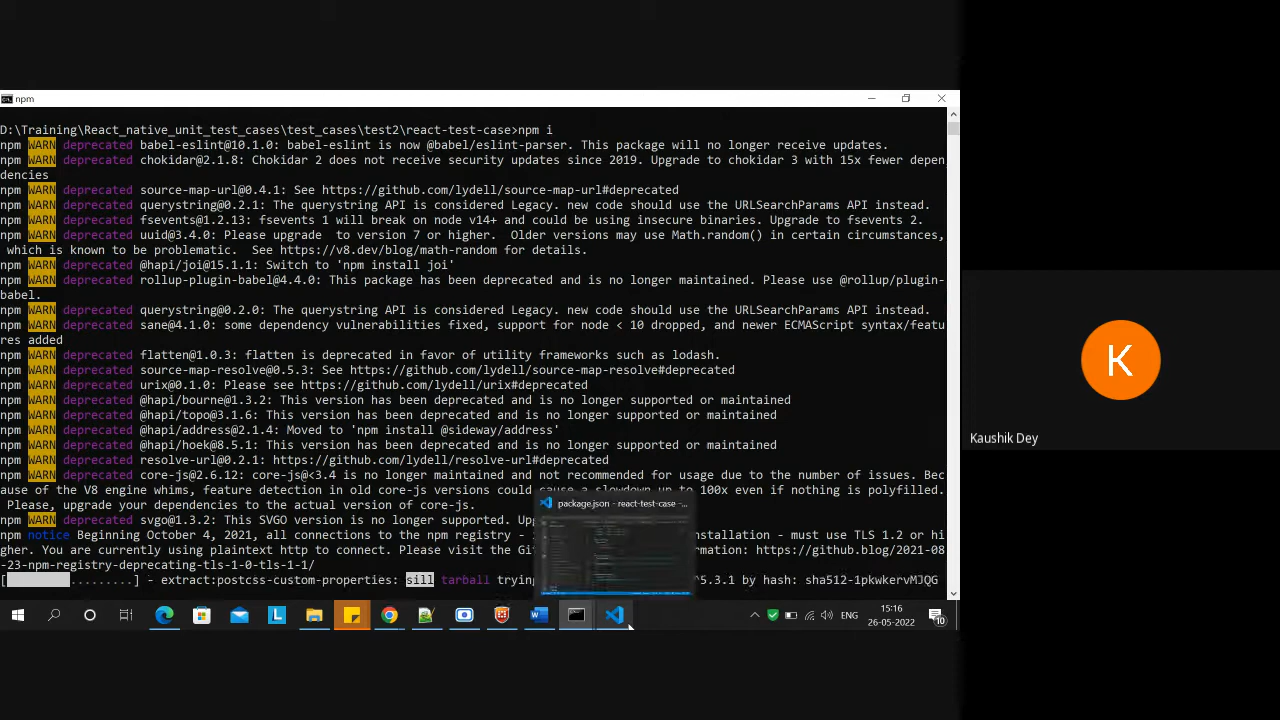 npm
D:\Training\React_native_unit_test_cases\test_cases\test2\react-test-case>npm i
npm WARN deprecated babel-eslint@10.1.0: babel-eslint is now @babel/eslint-parser. This package will no longer receive updates.
npm WARN deprecated chokidar@2.1.8: Chokidar 2 does not receive security updates since 2019. Upgrade to chokidar 3 with 15x fewer depen
dencies
npm WARN deprecated source-map-url@0.4.1: See https://github.com/lydell/source-map-url#deprecated
npm WARN deprecated querystring@0.2.1: The querystring API is considered Legacy. new code should use the URLSearchParams API instead.
npm WARN deprecated fsevents@1.2.13: fsevents 1 will break on node v14+ and could be using insecure binaries. Upgrade to fsevents 2.
npm WARN deprecated uuid@3.4.0: Please upgrade  to version 7 or higher.  Older versions may use Math.random() in certain circumstances,
 which is known to be problematic.  See https://v8.dev/blog/math-random for details.
npm WARN deprecated @hapi/joi@15.1.1: Switch to 'npm install joi'
npm WARN deprecated rollup-plugin-babel@4.4.0: This package has been deprecated and is no longer maintained. Please use @rollup/plugin-
babel.
npm WARN deprecated querystring@0.2.0: The querystring API is considered Legacy. new code should use the URLSearchParams API instead.
npm WARN deprecated sane@4.1.0: some dependency vulnerabilities fixed, support for node < 10 dropped, and newer ECMAScript syntax/featu
res added
npm WARN deprecated flatten@1.0.3: flatten is deprecated in favor of utility frameworks such as lodash.
npm WARN deprecated source-map-resolve@0.5.3: See https://github.com/lydell/source-map-resolve#deprecated
npm WARN deprecated urix@0.1.0: Please see https://github.com/lydell/urix#deprecated
npm WARN deprecated @hapi/bourne@1.3.2: This version has been deprecated and is no longer supported or maintained
npm WARN deprecated @hapi/topo@3.1.6: This version has been deprecated and is no longer supported or maintained
npm WARN deprecated @hapi/address@2.1.4: Moved to 'npm install @sideway/address'
npm WARN deprecated @hapi/hoek@8.5.1: This version has been deprecated and is no longer supported or maintained
npm WARN deprecated resolve-url@0.2.1: https://github.com/lydell/resolve-url#deprecated
npm WARN deprecated core-js@2.6.12: core-js@<3.4 is no longer maintained and not recommended for usage due to the number of issues. Bec
ause of the V8 engine whims, feature detection in old core-js versions could cause a slowdown up to 100x even if nothing is polyfilled.
 Please, upgrade your dependencies to the actual version of core-js.
npm WARN deprecated svgo@1.3.2: This SVGO version is no longer supported. Up
npm notice Beginning October 4, 2021, all connections to the npm registry - nstallation - must use TLS 1.2 or hi
gher. You are currently using plaintext http to connect. Please visit the Gi ormation: https://github.blog/2021-08
-23-npm-registry-deprecating-tls-1-0-tls-1-1/
[ .........] - extract:postcss-custom-properties: sill tarball trying ^5.3.1 by hash: sha512-1pkwkervMJQG
package.json - react-test-case -...
ENG
15:16
26-05-2022
10
K
Kaushik Dey